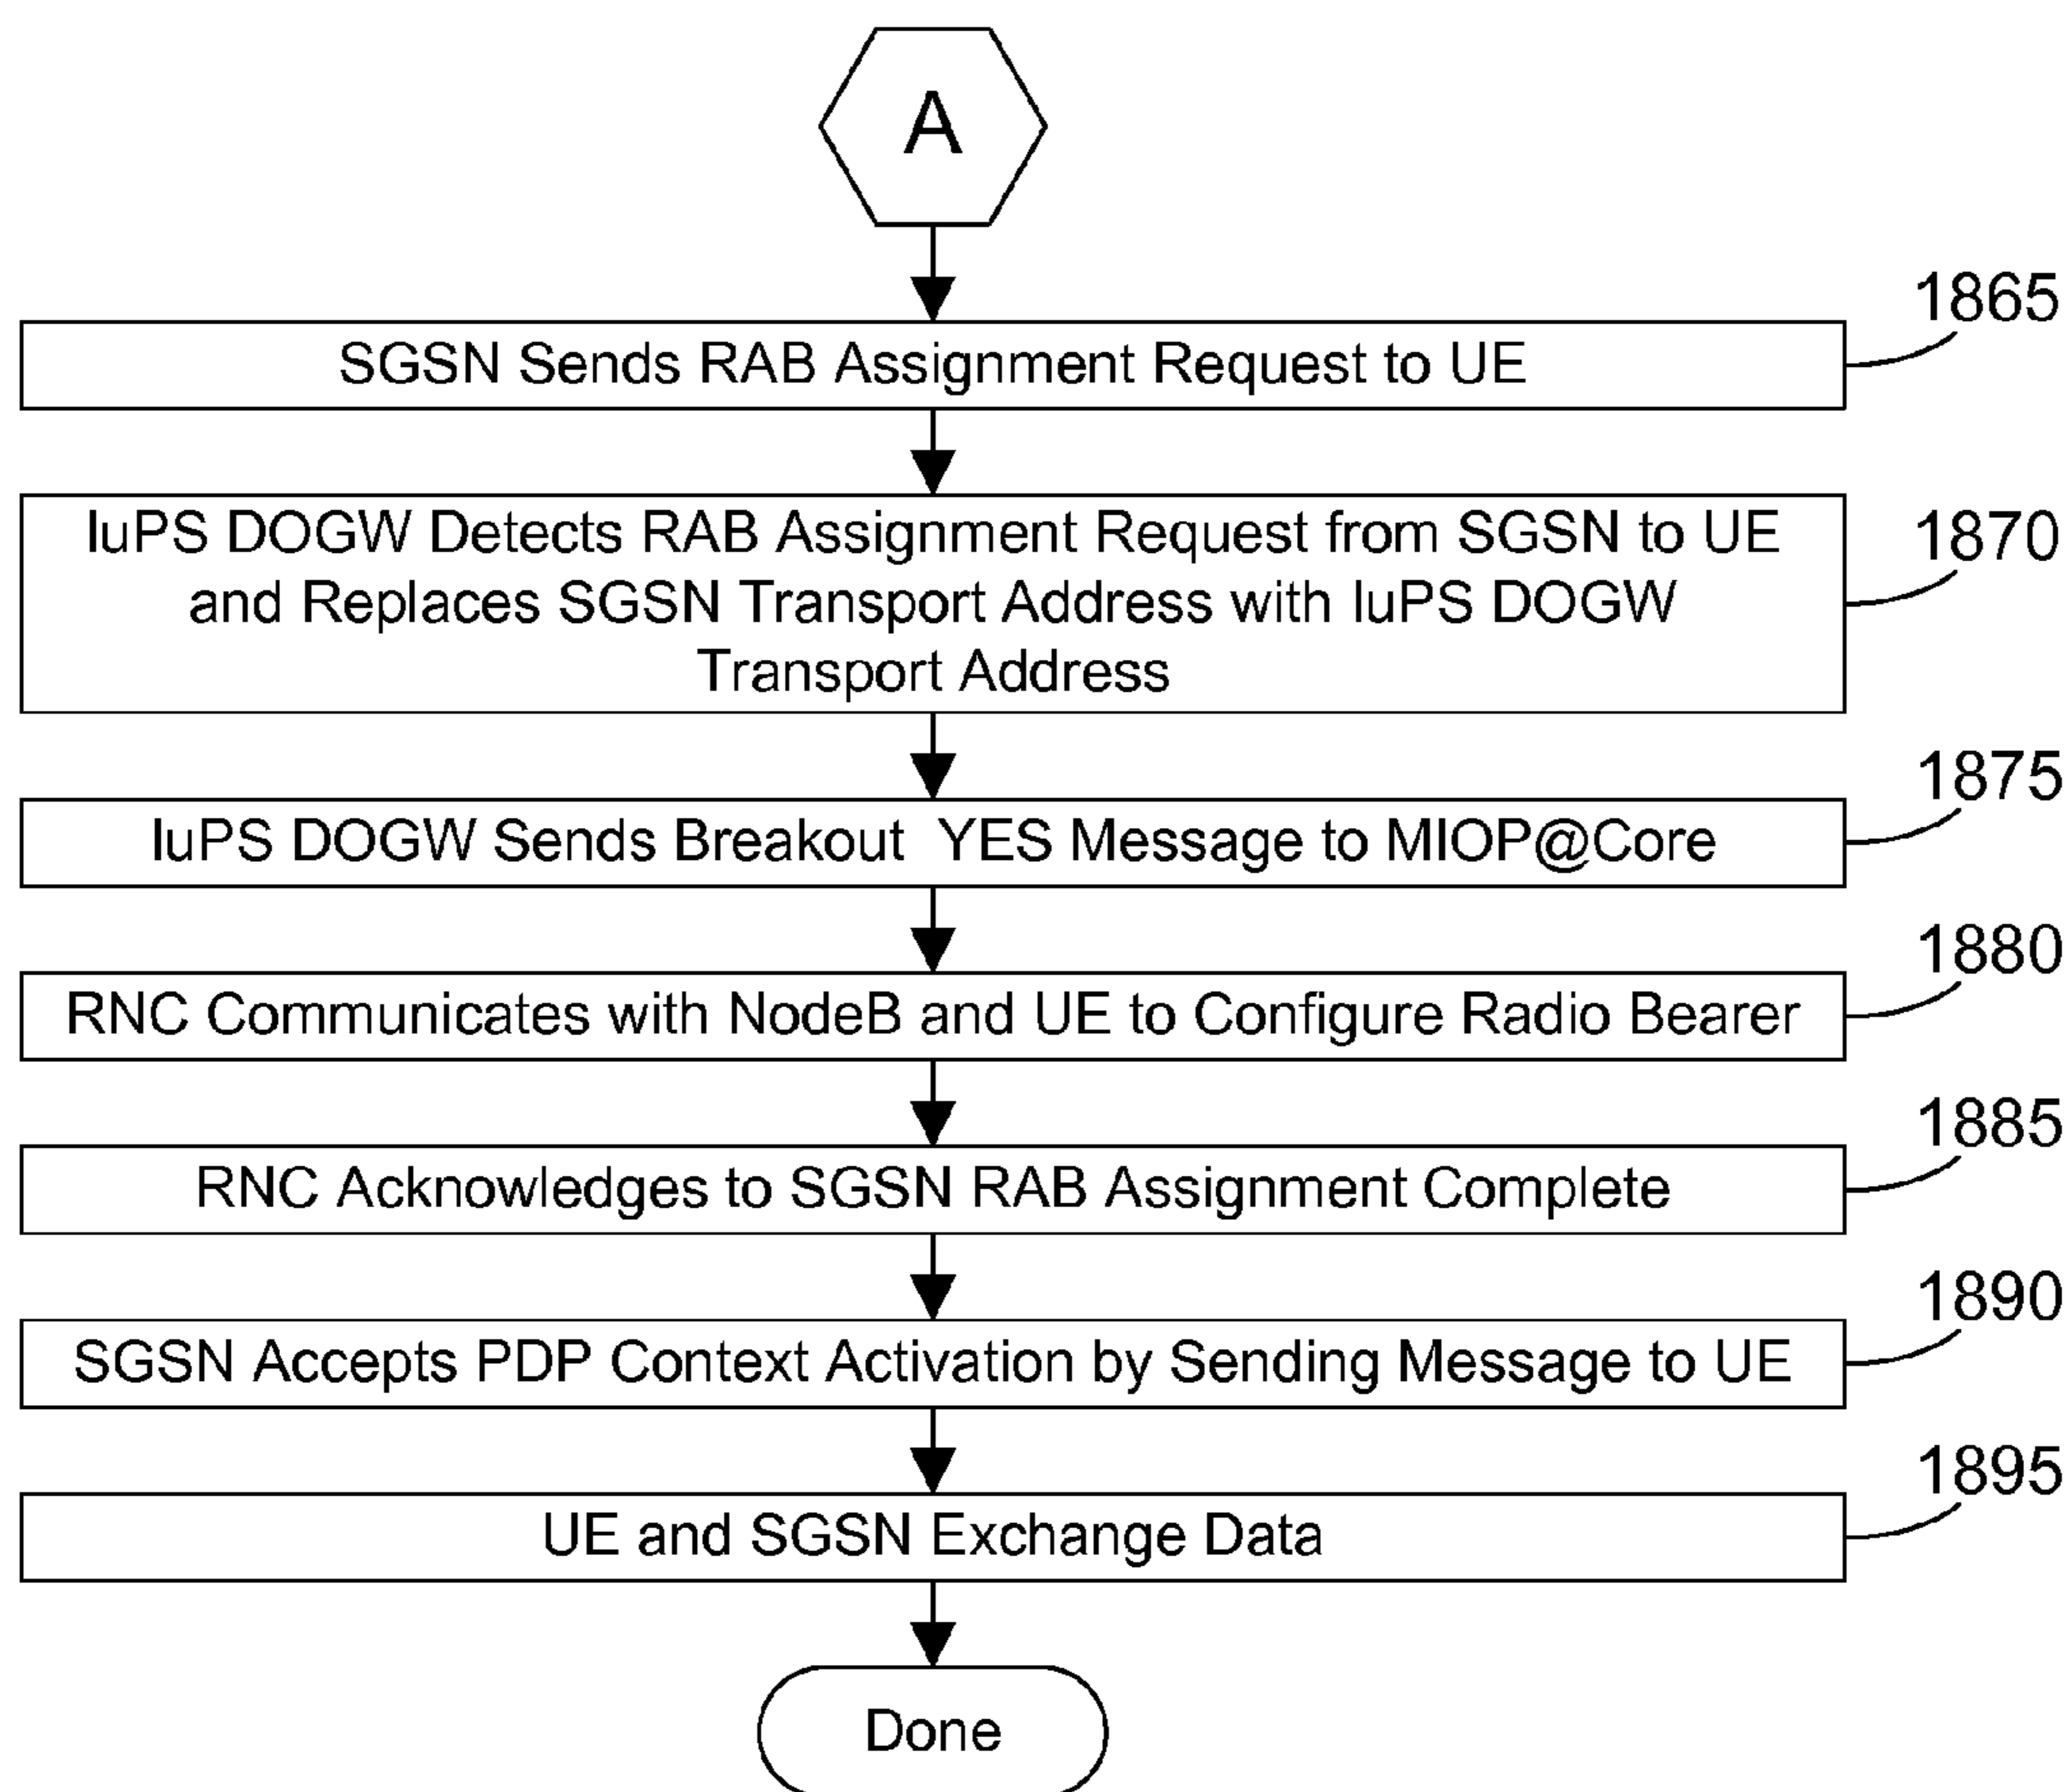 A
1865
SGSN Sends RAB Assignment Request to UE
1870
IuPS DOGW Detects RAB Assignment Request from SGSN to UE
and Replaces SGSN Transport Address with IuPS DOGW
Transport Address
1875
IuPS DOGW Sends Breakout  YES Message to MIOP@Core
1880
RNC Communicates with NodeB and UE to Configure Radio Bearer
1885
RNC Acknowledges to SGSN RAB Assignment Complete
1890
SGSN Accepts PDP Context Activation by Sending Message to UE
1895
UE and SGSN Exchange Data
Done